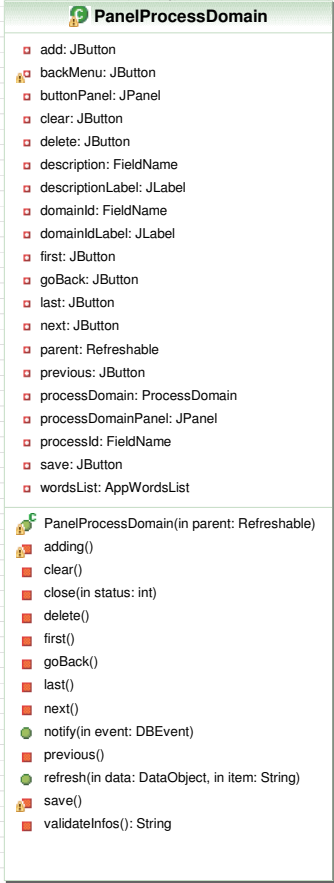 PanelProcessDomain
add: JButton
backMenu: JButton
buttonPanel: JPanel
clear: JButton
delete: JButton
description: FieldName
descriptionLabel: JLabel
domainId: FieldName
domainIdLabel: JLabel
first: JButton
goBack: JButton
last: JButton
next: JButton
parent: Refreshable
previous: JButton
processDomain: ProcessDomain
processDomainPanel: JPanel
processId: FieldName
save: JButton
wordsList: AppWordsList
PanelProcessDomain(in parent: Refreshable)
adding()
clear()
close(in status: int)
delete()
first()
goBack()
last()
next()
notify(in event: DBEvent)
previous()
refresh(in data: DataObject, in item: String)
save()
validateInfos(): String